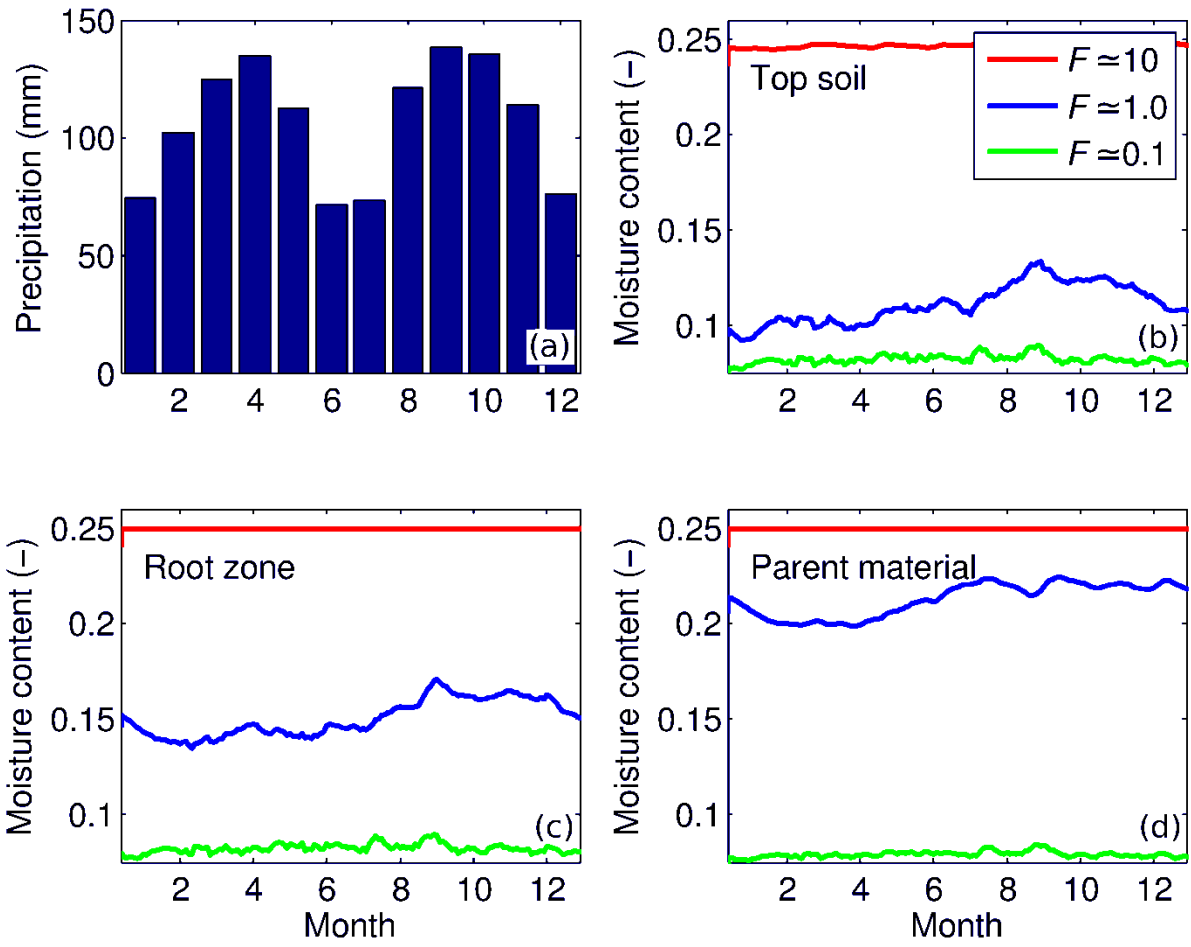 150
100
50
0
Precipitation (mm)
(a)
2 4 6 8 10 12
0.25
0.2
0.15
0.1
Moisture content (−)
Top soil
F ≃10
F ≃1.0
F ≃0.1
(b)
2 4 6 8 10 12
0.25
0.2
0.15
0.1
Moisture content (−)
Root zone
(c)
2 4 6 8 10 12
Month
0.25
0.2
0.15
0.1
Moisture content (−)
Parent material
(d)
2 4 6 8 10 12
Month